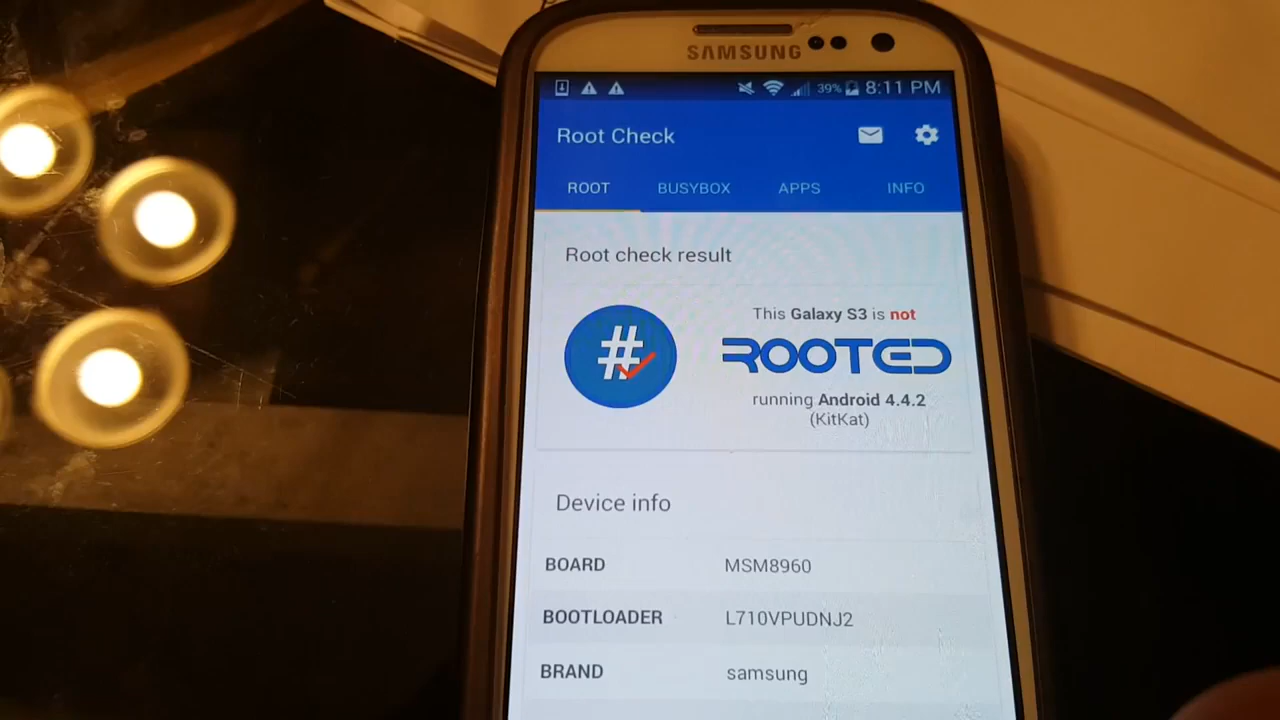 SAMSUNG
39% 8:11 PM
Root Check
ROOT BUSYBOX APPS INFO
Root check result
This Galaxy S3 is not
ROOTED
running Android 4.4.2
(KitKat)
Device info
BOARD MSM8960
BOOTLOADER L710VPUDNJ2
BRAND samsung